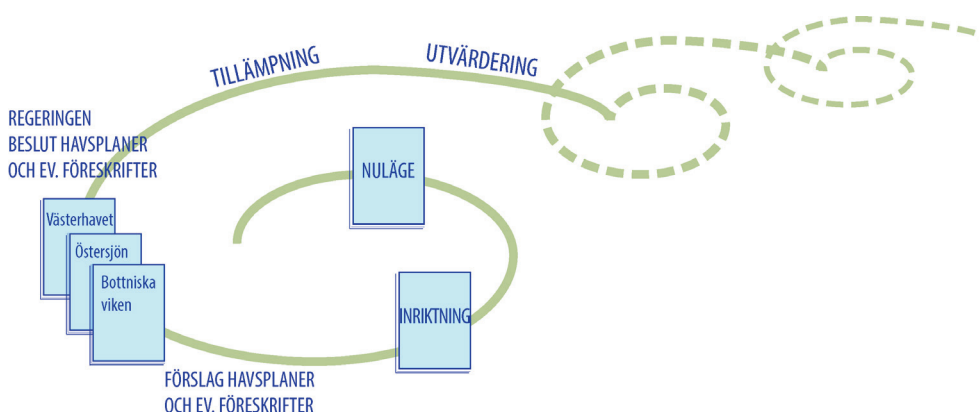 TILLÄMPNING
UTVÄRDERING
REGERINGEN
BESLUT HAVSPLANER
OCH EV. FÖRESKRIFTER
NULÄGE
Västerhavet
Östersjön
Bottniska
viken
INRIKTNING
FÖRSLAG HAVSPLANER
OCH EV. FÖRESKRIFTER